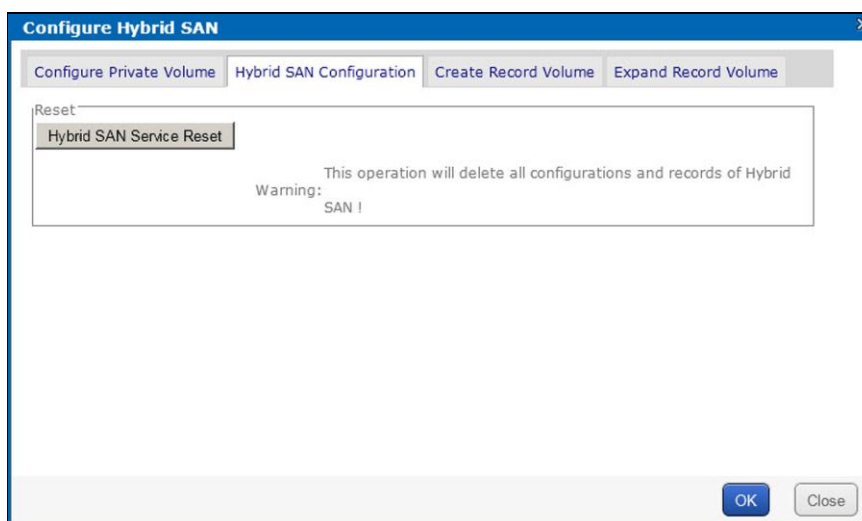 Configure Hybrid SAN
Configure Private Volume Hybrid SAN Configuration Create Record Volume Expand Record Volume
Reset
Hybrid SAN Service Reset
This operation will delete all configurations and records of Hybrid
Warning:
SAN !
OK Close